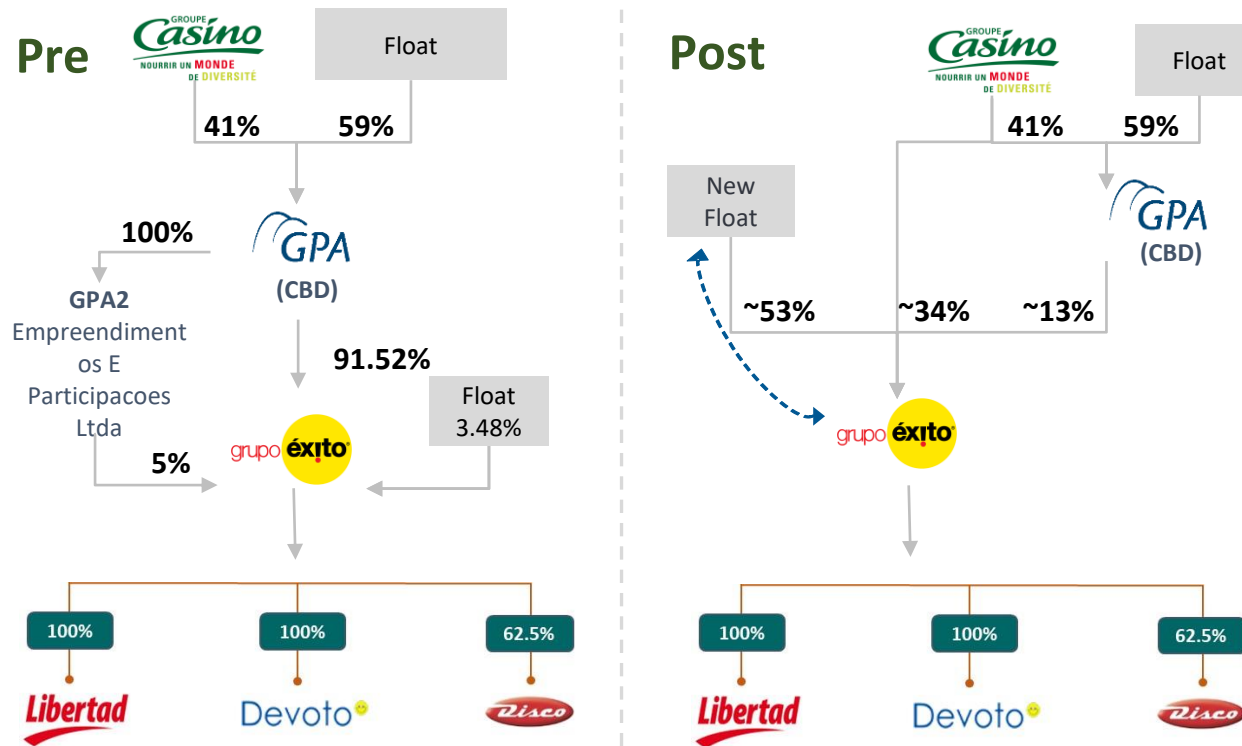 Pre
GROUPE
Casino
NOURRIR UN MONDE
DE DIVERSITÉ
Float
41%
59%
100%
GPA
(CBD)
GPA2
Empreendiment
os E
Participacoes
Ltda
91.52%
Float
3.48%
5%
grupo éxito
100%
100%
62.5%
Libertad
Devoto
Disco
Post
GROUPE
Casino
NOURRIR UN MONDE
DE DIVERSITÉ
Float
41%
59%
New
Float
GPA
(CBD)
~53%
~34%
~13%
grupo éxito
100%
100%
62.5%
Libertad
Devoto
Disco